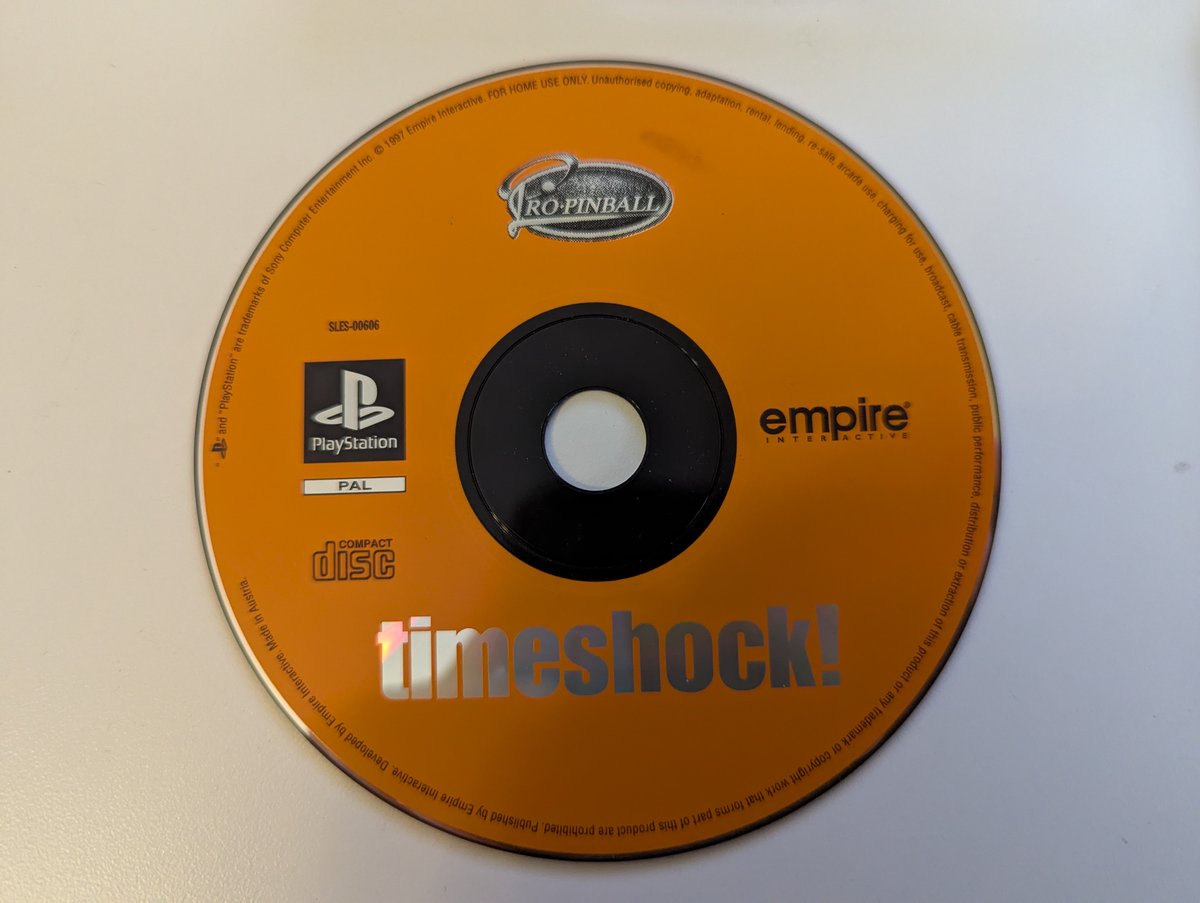 "PS" and "PlayStation" are trademarks of Sony Computer Entertainment Inc. © 1997 Empire Interactive. FOR HOME USE ONLY. Unauthorised copying, adaptation, rental, lending, re-sale, arcade use, charging for use, broadcast, cable transmission, public performance, distribution or extraction of this product or any trademark or copyright work that forms part of this product are prohibited. Published by Empire Interactive. Developed by Empire Interactive. Made in Austria.
PRO·PINBALL
SLES-00606
PlayStation
PAL
empire®
INTERACTIVE
COMPACT
disc
timeshock!